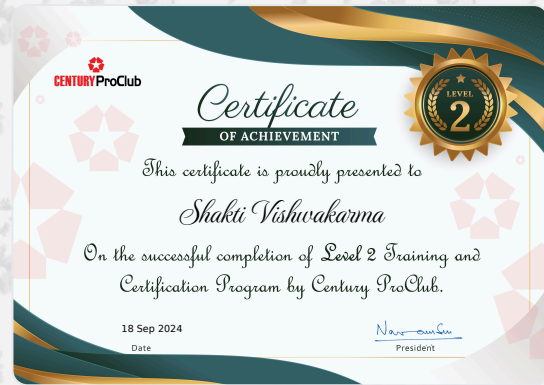 CENTURY ProClub
LEVEL
2
Certificate
OF ACHIEVEMENT
This certificate is proudly presented to
Shakti Vishwakarma
On the successful completion of Level 2 Training and
Certification Program by Century ProClub.
18 Sep 2024
Date
President